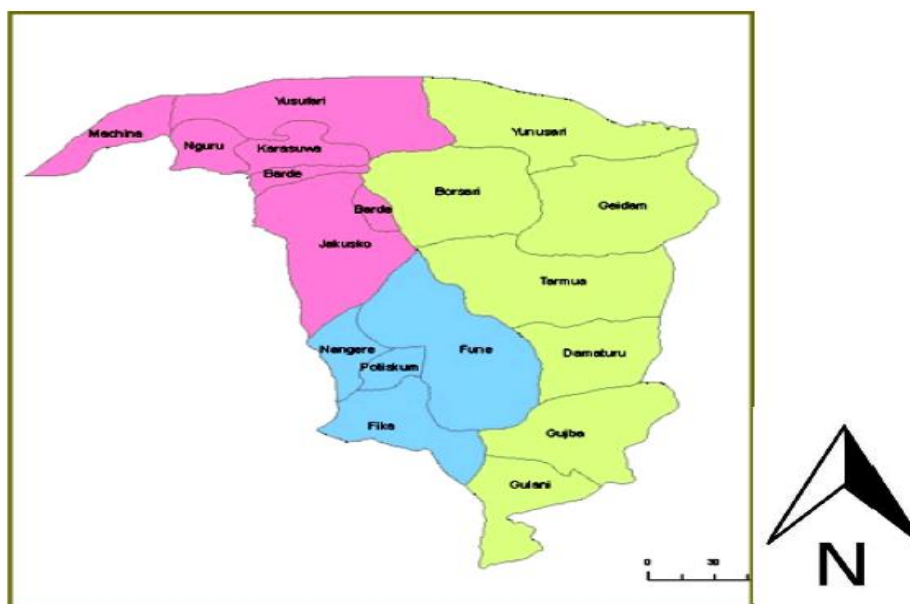 Yusufari
Machina
Yunusari
Nguru
Karasuwa
Barde
Borsari
Geidam
Barde
Jakusko
Tarmua
Nangere
Fune
Damaturu
Potiskum
Fika
Gujba
Gulani
0 30
N